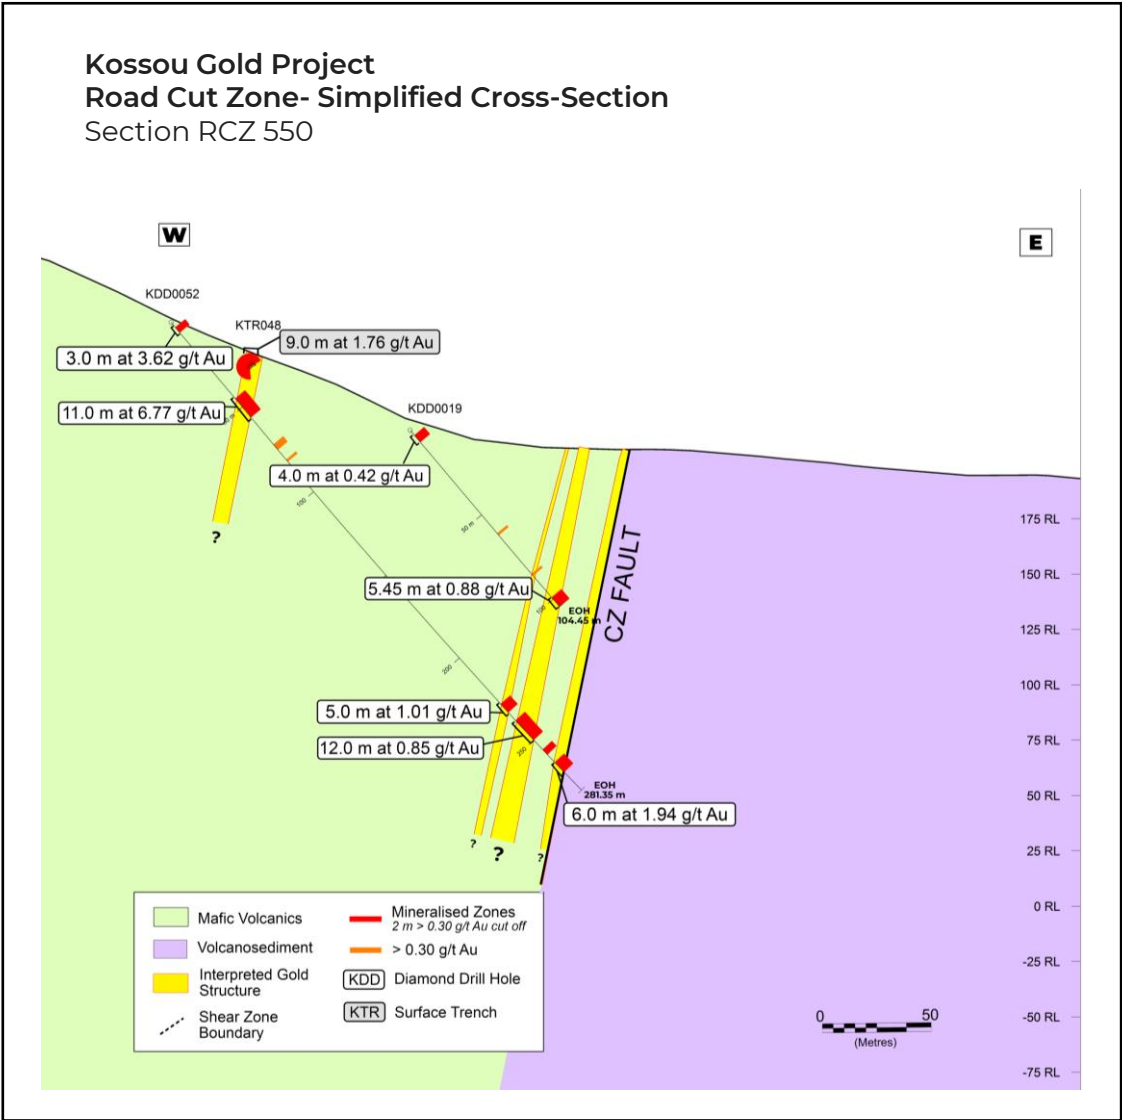 Kossou Gold Project
Road Cut Zone- Simplified Cross-Section
Section RCZ 550
W
E
KDD0052
KTR048
9.0 m at 1.76 g/t Au
3.0 m at 3.62 g/t Au
11.0 m at 6.77 g/t Au
KDD0019
4.0 m at 0.42 g/t Au
100
50 m
175 RL
150 RL
5.45 m at 0.88 g/t Au
100
EOH
104.45 m
CZ FAULT
?
125 RL
200
100 RL
5.0 m at 1.01 g/t Au
12.0 m at 0.85 g/t Au
250
75 RL
EOH
281.35 m
50 RL
6.0 m at 1.94 g/t Au
?
?
?
25 RL
0 RL
-25 RL
-50 RL
-75 RL
Mafic Volcanics
Volcanosediment
Interpreted Gold
Structure
Shear Zone
Boundary
Mineralised Zones
2 m > 0.30 g/t Au cut off
> 0.30 g/t Au
KDD Diamond Drill Hole
KTR Surface Trench
0 50
(Metres)